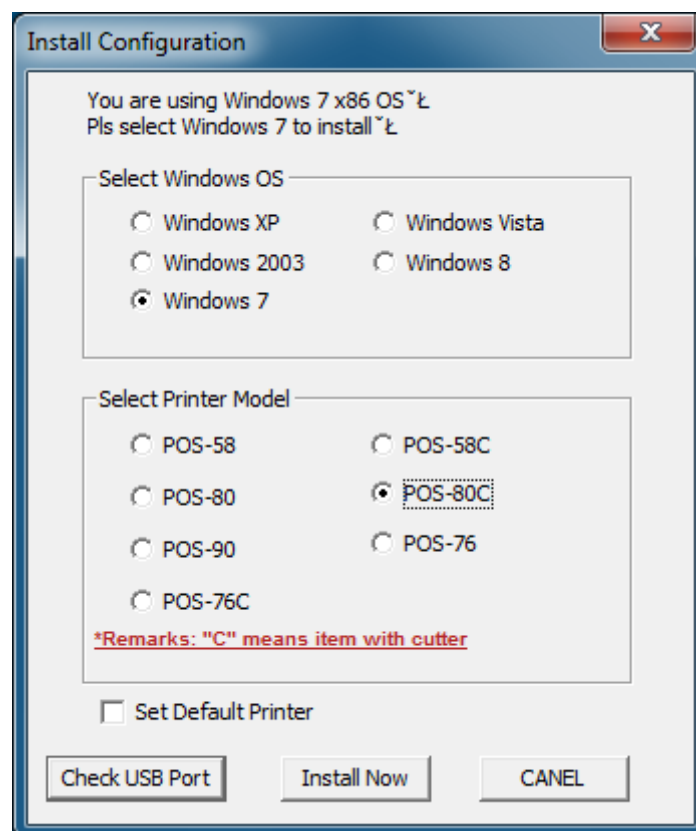 Install Configuration
You are using Windows 7 x86 OSˇŁ
Pls select Windows 7 to installˇŁ
Select Windows OS
Windows XP
Windows Vista
Windows 2003
Windows 8
Windows 7
Select Printer Model
POS-58
POS-58C
POS-80
POS-80C
POS-90
POS-76
POS-76C
*Remarks: "C" means item with cutter
Set Default Printer
Check USB Port
Install Now
CANEL